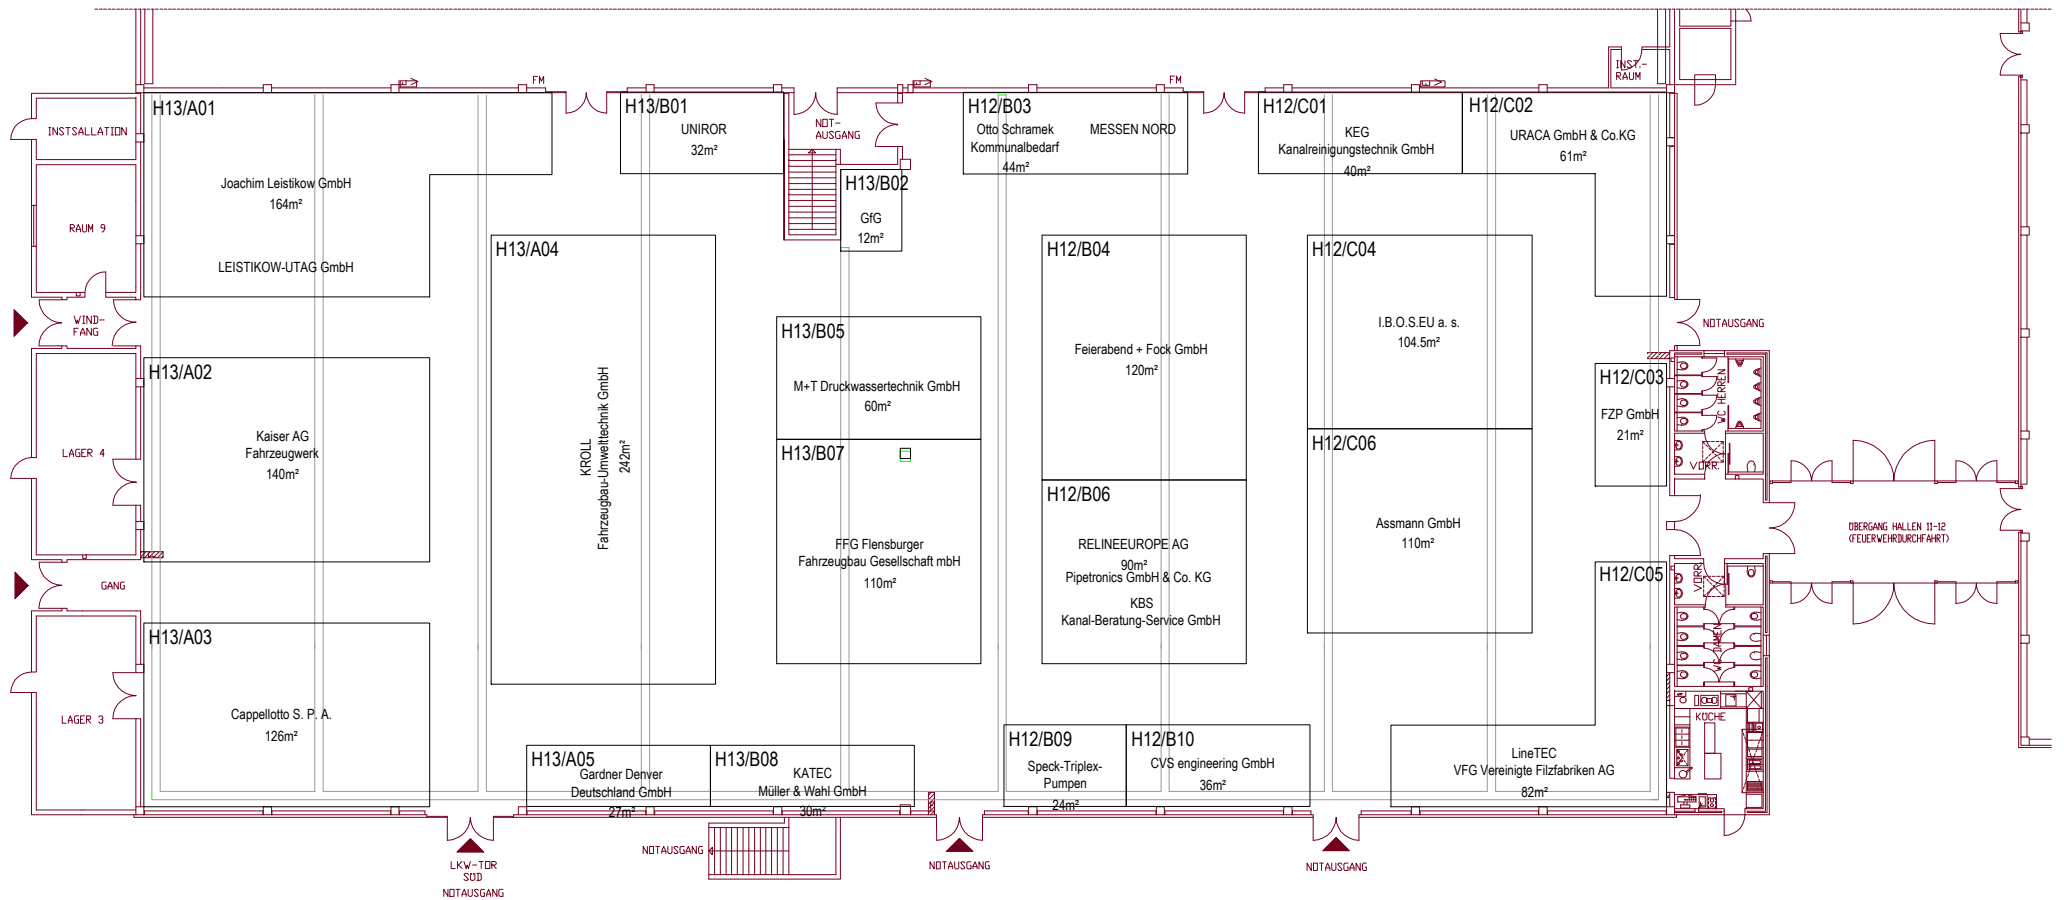 FM
FM
INST.-
RAUM
INSTSALLATION
RAUM 9
WIND-
FANG
LAGER 4
GANG
LAGER 3
H13/A01
Joachim Leistikow GmbH
164m²
LEISTIKOW-UTAG GmbH
H13/B01
UNIROR
32m²
NOT-
AUSGANG
H13/B02
GfG
12m²
H12/B03
Otto Schramek
Kommunalbedarf
44m²
MESSEN NORD
H12/C01
KEG
Kanalreinigungstechnik GmbH
40m²
H12/C02
URACA GmbH & Co.KG
61m²
H13/A04
KROLL
Fahrzeugbau-Umwelttechnik GmbH
242m²
H12/B04
Feierabend + Fock GmbH
120m²
H12/C04
I.B.O.S.EU a. s.
104.5m²
NOTAUSGANG
H13/B05
M+T Druckwassertechnik GmbH
60m²
H13/A02
Kaiser AG
Fahrzeugwerk
140m²
H12/C03
FZP GmbH
21m²
WC HERREN
VORR.
H13/B07
FFG Flensburger
Fahrzeugbau Gesellschaft mbH
110m²
H12/B06
RELINEEUROPE AG
90m²
Pipetronics GmbH & Co. KG
KBS
Kanal-Beratung-Service GmbH
H12/C06
Assmann GmbH
110m²
ÜBERGANG HALLEN 11-12
(FEUERWEHRDURCHFAHRT)
H12/C05
LineTEC
VFG Vereinigte Filzfabriken AG
82m²
VORR.
WC DAMEN
KÜCHE
H13/A03
Cappellotto S. P. A.
126m²
H13/A05
Gardner Denver
Deutschland GmbH
27m²
H13/B08
KATEC
Müller & Wahl GmbH
30m²
H12/B09
Speck-Triplex-
Pumpen
24m²
H12/B10
CVS engineering GmbH
36m²
LKW-TOR
SÜD
NOTAUSGANG
NOTAUSGANG
NOTAUSGANG
NOTAUSGANG